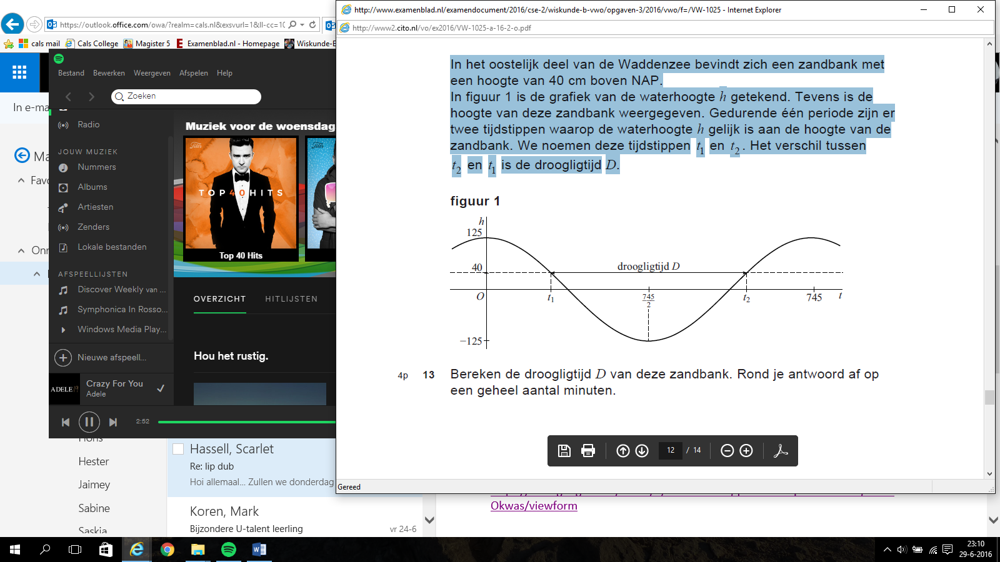 http://www.examenblad.nl/examendocument/2016/cse-2/wiskunde-b-vwo/opgaven-3/2016/vwo/f=/VW-1025 - Internet Explorer
http://www2.cito.nl/vo/ex2016/VW-1025-a-16-2-o.pdf
https://outlook.office.com/owa/?realm=cals.nl&exsvurl=1&ll-cc=10
cals mail Cals College Magister 5 Examenblad.nl - Homepage Wiskunde-
Bestand Bewerken Weergeven Afspelen Help
Zoeken
In e-ma
Radio
JOUW MUZIEK
Nummers
Albums
Artiesten
Zenders
Lokale bestanden
AFSPEELLIJSTEN
Discover Weekly van ...
Symphonica In Rosso...
Windows Media Play...
Nieuwe afspeell...
ADELE 19
Crazy For You
Adele
2:52
Muziek voor de woensdag
Filtr
TOP 40 HITS
Top 40 Hits
Filtr
OVERZICHT HITLIJSTEN
Hou het rustig.
Ma
Favo
Onr
In het oostelijk deel van de Waddenzee bevindt zich een zandbank met
een hoogte van 40 cm boven NAP.
In figuur 1 is de grafiek van de waterhoogte h getekend. Tevens is de
hoogte van deze zandbank weergegeven. Gedurende één periode zijn er
twee tijdstippen waarop de waterhoogte h gelijk is aan de hoogte van de
zandbank. We noemen deze tijdstippen t1 en t2. Het verschil tussen
t2 en t1 is de droogligtijd D.
figuur 1
h
125
40
droogligtijd D
O
t1
745
2
t2
745
t
−125
4p 13 Bereken de droogligtijd D van deze zandbank. Rond je antwoord af op
een geheel aantal minuten.
12 / 14
Gereed
Hester
Jaimey
Sabine
Saskia
Hassell, Scarlet
Re: lip dub
Hoi allemaal... Zullen we donderdag
Koren, Mark
Bijzondere U-talent leerling
vr 24-6
Okwas/viewform
23:10
29-6-2016